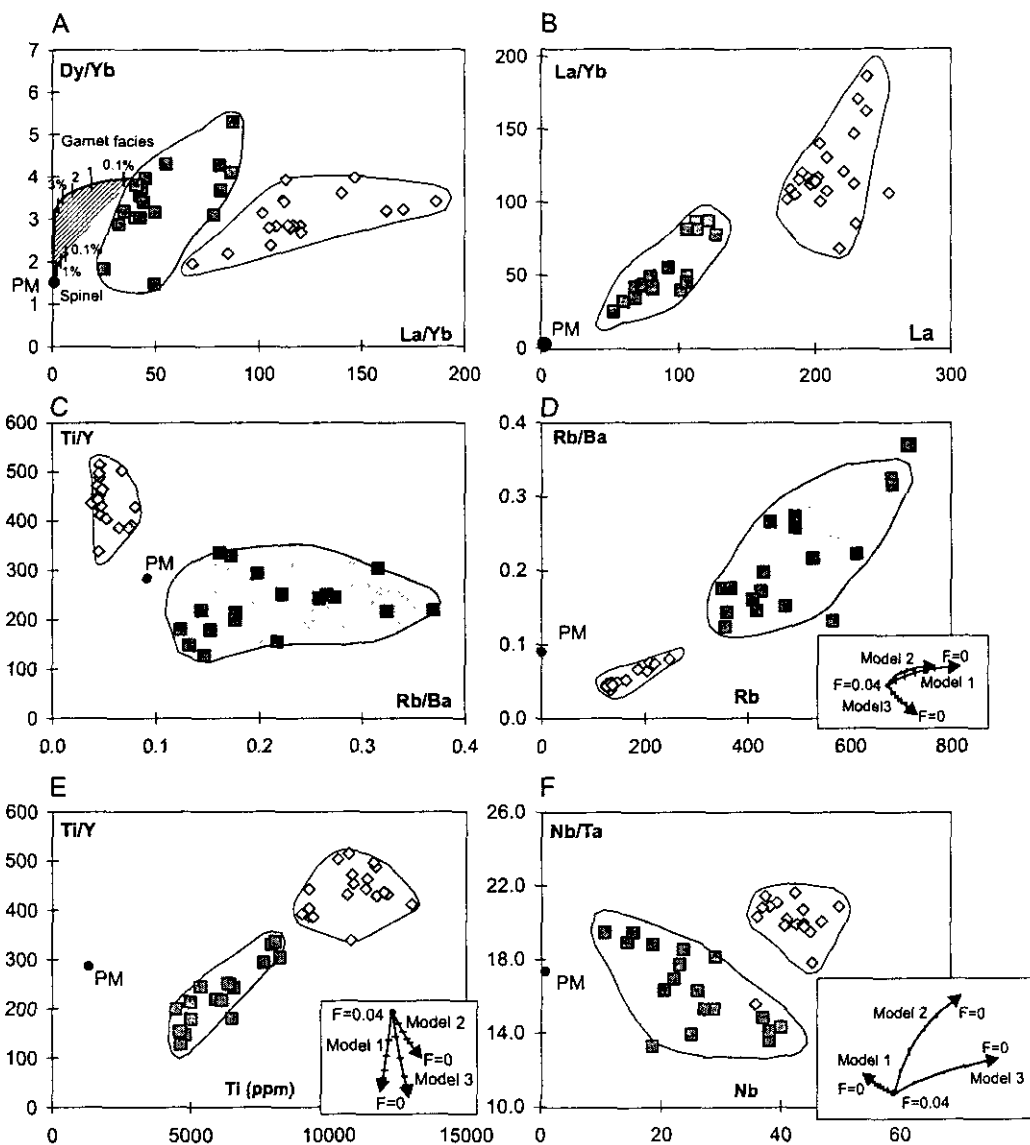 A
B
Dy/Yb
7
6
5
4
3
2
1
0
Garnet facies
2 1 0.1%
0.1%
1%
PM
Spinel
La/Yb
0 50 100 150 200
La/Yb
200
150
100
50
0
PM
La
0 100 200 300
C
D
Ti/Y
600
500
400
300
200
100
0
PM
Rb/Ba
0.0 0.1 0.2 0.3 0.4
Rb/Ba
0.4
0.3
0.2
0.1
0.0
PM
Rb
0 200 400 600 800
Model 2
F=0
F=0.04
Model 1
Model3
F=0
E
F
Ti/Y
600
500
400
300
200
100
0
PM
Ti (ppm)
0 5000 10000 15000
F=0.04
Model 2
Model 1
F=0
Model 3
F=0
Nb/Ta
26.0
22.0
18.0
14.0
10.0
PM
Nb
0 20 40 60
Model 2
F=0
Model 1
F=0
F=0
Model 3
F=0.04